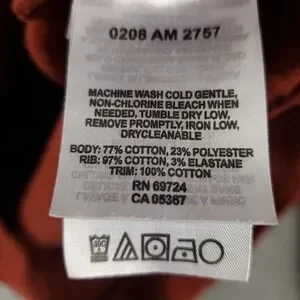 0208 AM 2757
MACHINE WASH COLD GENTLE,
NON-CHLORINE BLEACH WHEN
NEEDED, TUMBLE DRY LOW,
REMOVE PROMPTLY, IRON LOW,
DRYCLEANABLE
BODY: 77% COTTON, 23% POLYESTER
RIB: 97% COTTON, 3% ELASTANE
TRIM: 100% COTTON
RN 69724
CA 05367